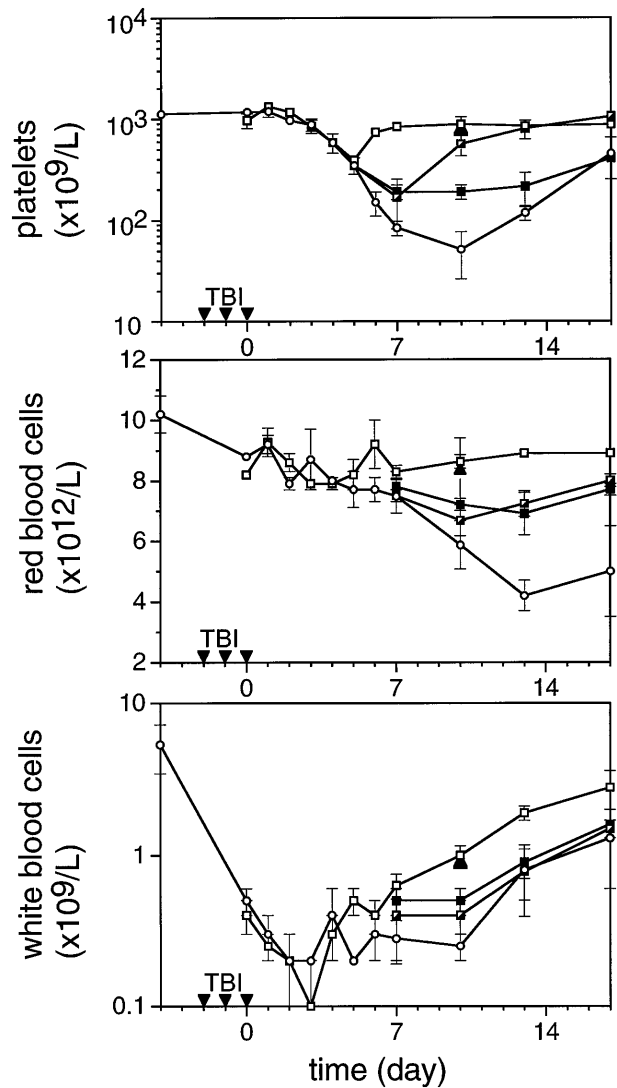 10⁴
10³
10²
10
platelets
(x10⁹/L)
TBI
0 7 14
12
10
8
6
4
2
red blood cells
(x10¹²/L)
TBI
0 7 14
10
1
0.1
white blood cells
(x10⁹/L)
TBI
0 7 14
time (day)